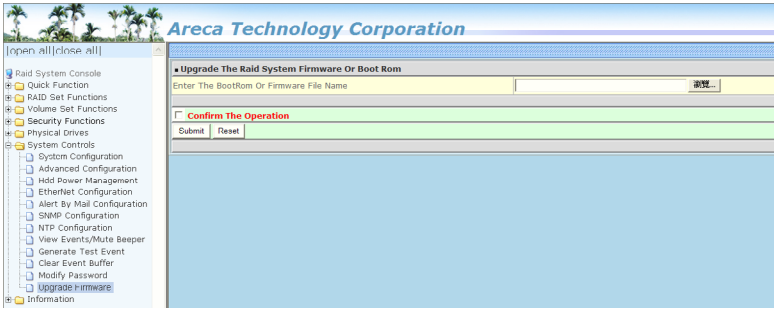 Areca Technology Corporation
|open all|close all|
Raid System Console
Quick Function
RAID Set Functions
Volume Set Functions
Security Functions
Physical Drives
System Controls
System Configuration
Advanced Configuration
Hdd Power Management
EtherNet Configuration
Alert By Mail Configuration
SNMP Configuration
NTP Configuration
View Events/Mute Beeper
Generate Test Event
Clear Event Buffer
Modify Password
Upgrade Firmware
Information
Upgrade The Raid System Firmware Or Boot Rom
Enter The BootRom Or Firmware File Name
瀏覽...
Confirm The Operation
Submit Reset